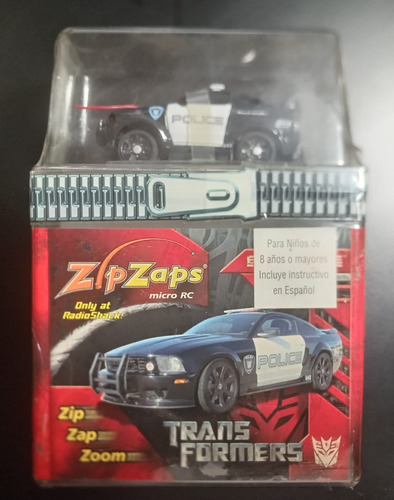 POLICE
ZipZaps
micro RC
Only at
RadioShack!
Para Niños de
8 años o mayores
Incluye instructivo
en Español
POLICE
Zip
Zap
Zoom
TRANS
FORMERS